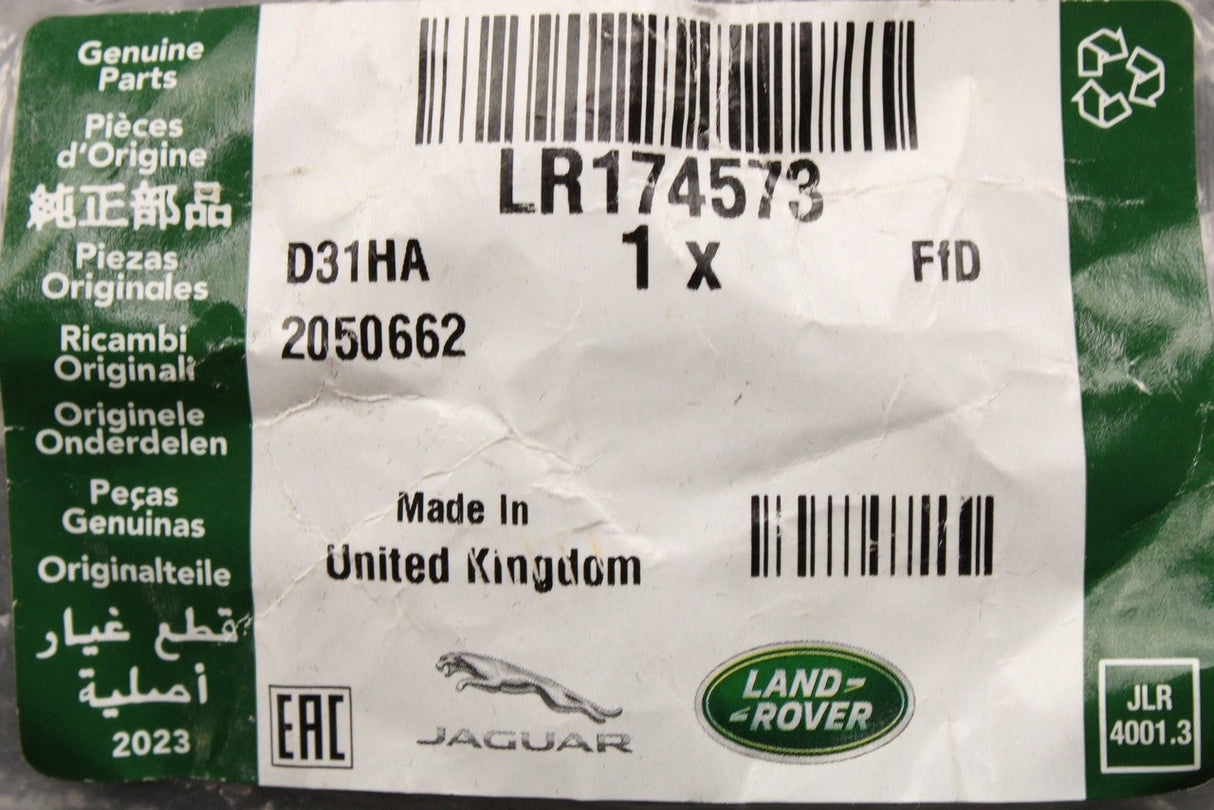 Genuine
Parts
Pièces
d'Origine
純正部品
Piezas
Originales
Ricambi
Originali
Originele
Onderdelen
Peças
Genuinas
Originalteile
قطع غيار
أصلية
2023
LR174573
D31HA 1 x FfD
2050662
Made In
United Kingdom
EAC
JAGUAR
LAND
ROVER
JLR
4001.3